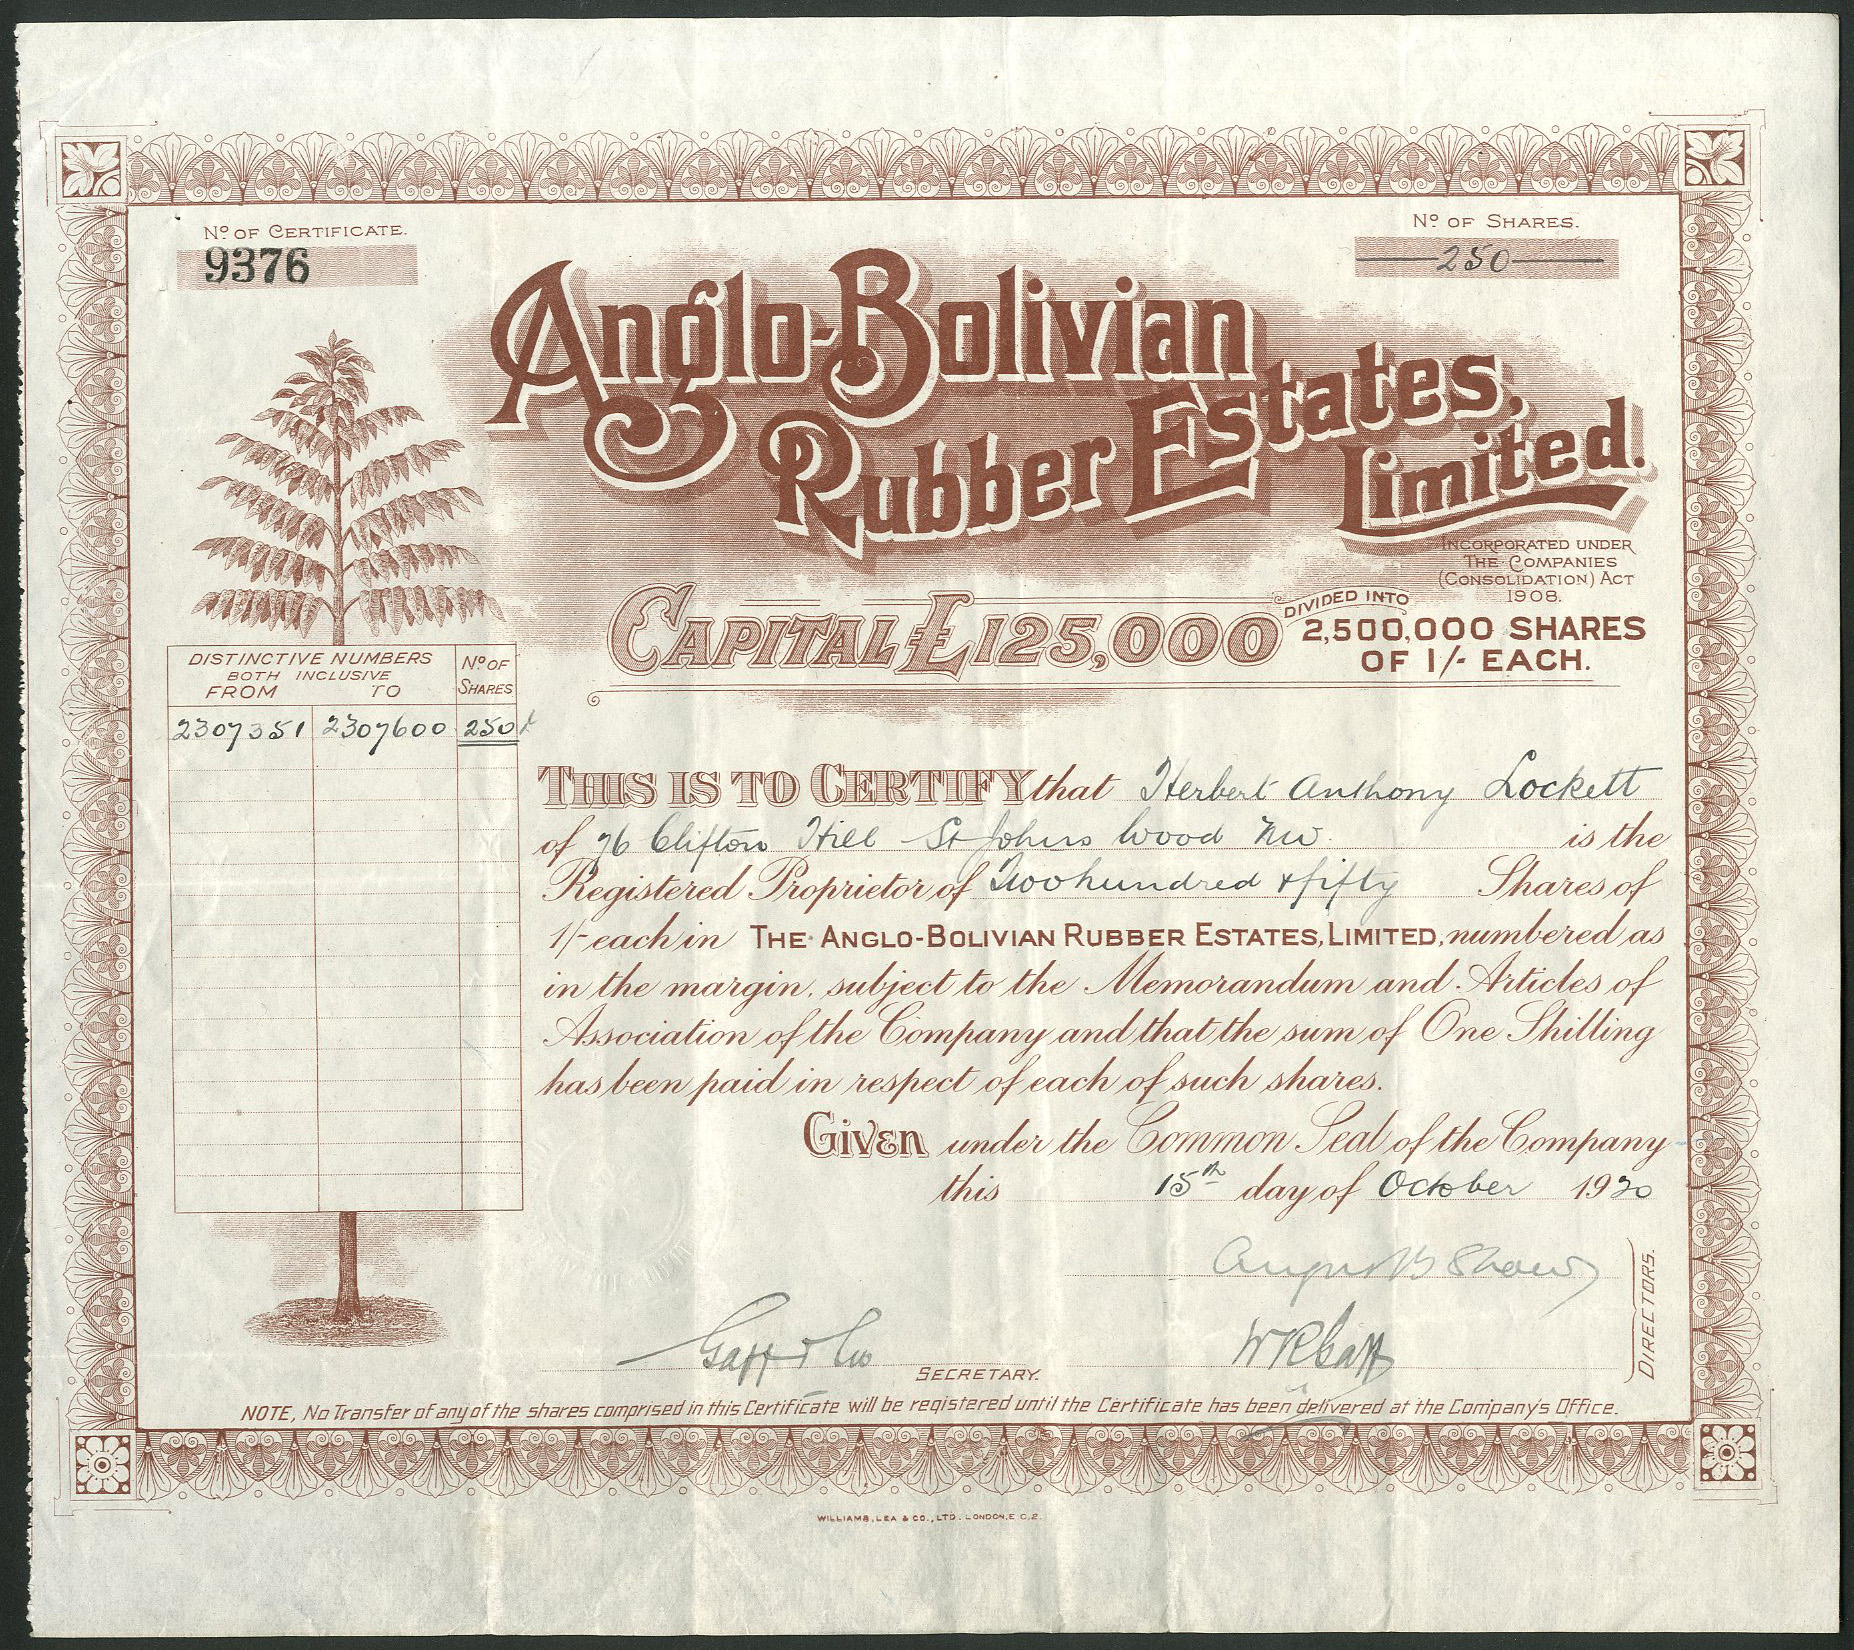 Nº OF CERTIFICATE.
9376
Nº OF SHARES.
250
Anglo-Bolivian
Rubber Estates,
Limited.
INCORPORATED UNDER
THE COMPANIES
(CONSOLIDATION) ACT
1908.
CAPITAL £125,000
DIVIDED INTO
2,500,000 SHARES
OF 1/- EACH.
DISTINCTIVE NUMBERS
BOTH INCLUSIVE
FROM TO
Nº OF
SHARES
2307351 2307600 250
THIS IS TO CERTIFY that Herbert Anthony Lockett
of 76 Clifton Hill St Johns Wood NW. is the
Registered Proprietor of Two hundred & fifty Shares of
1/- each in THE ANGLO-BOLIVIAN RUBBER ESTATES, LIMITED, numbered as
in the margin, subject to the Memorandum and Articles of
Association of the Company and that the sum of One Shilling
has been paid in respect of each of such shares.
GIVEN under the Common Seal of the Company
this 15th day of October 1920
Shaw
DIRECTORS.
SECRETARY.
NOTE, No Transfer of any of the shares comprised in this Certificate will be registered until the Certificate has been delivered at the Company's Office.
WILLIAMS, LEA & CO., LTD. LONDON, E.C.2.